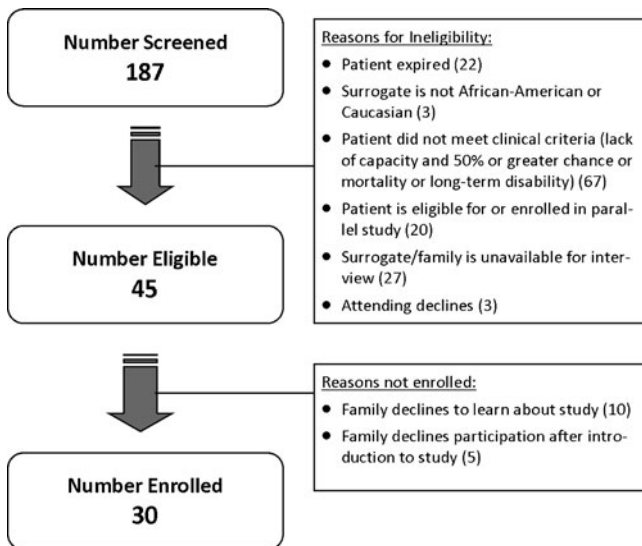 Number Screened
187
Reasons for Ineligibility:
• Patient expired (22)
• Surrogate is not African-American or
Caucasian (3)
• Patient did not meet clinical criteria (lack
of capacity and 50% or greater chance or
mortality or long-term disability) (67)
• Patient is eligible for or enrolled in paral-
lel study (20)
• Surrogate/family is unavailable for inter-
view (27)
• Attending declines (3)
Number Eligible
45
Reasons not enrolled:
• Family declines to learn about study (10)
• Family declines participation after intro-
duction to study (5)
Number Enrolled
30